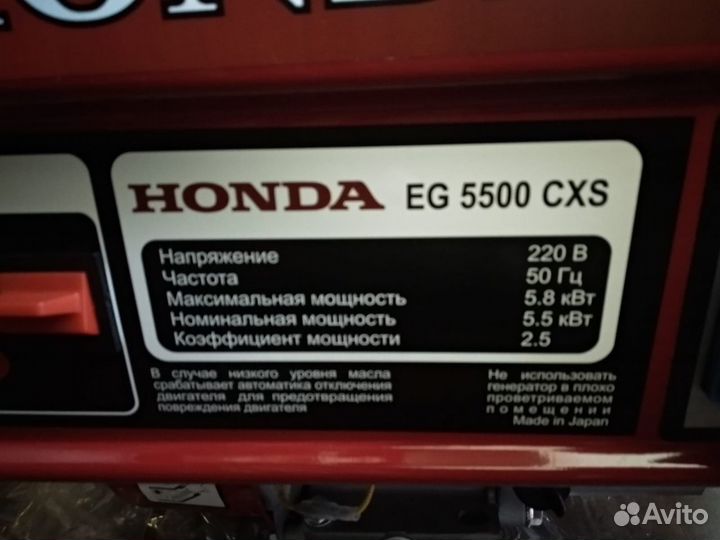 HONDA
HONDA EG 5500 CXS
Напряжение 220 В
Частота 50 Гц
Максимальная мощность 5.8 кВт
Номинальная мощность 5.5 кВт
Коэффициент мощности 2.5
В случае низкого уровня масла
срабатывает автоматика отключения
двигателя для предотвращения
повреждения двигателя
Не использовать
генератор в плохо
проветриваемом
помещении
Made in Japan
Avito